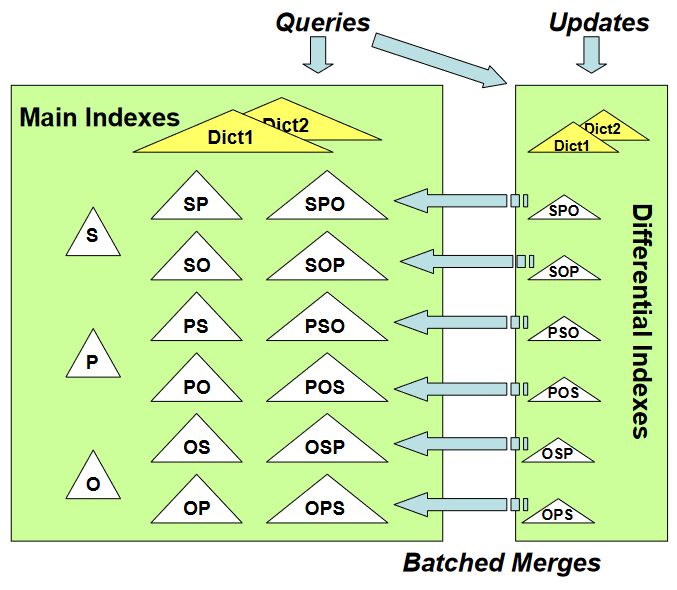 Queries
Updates
Main Indexes
Dict1
Dict2
Dict1
Dict2
S
SP
SPO
SPO
SO
SOP
SOP
PS
PSO
PSO
P
PO
POS
POS
OS
OSP
OSP
O
OP
OPS
OPS
Differential Indexes
Batched Merges